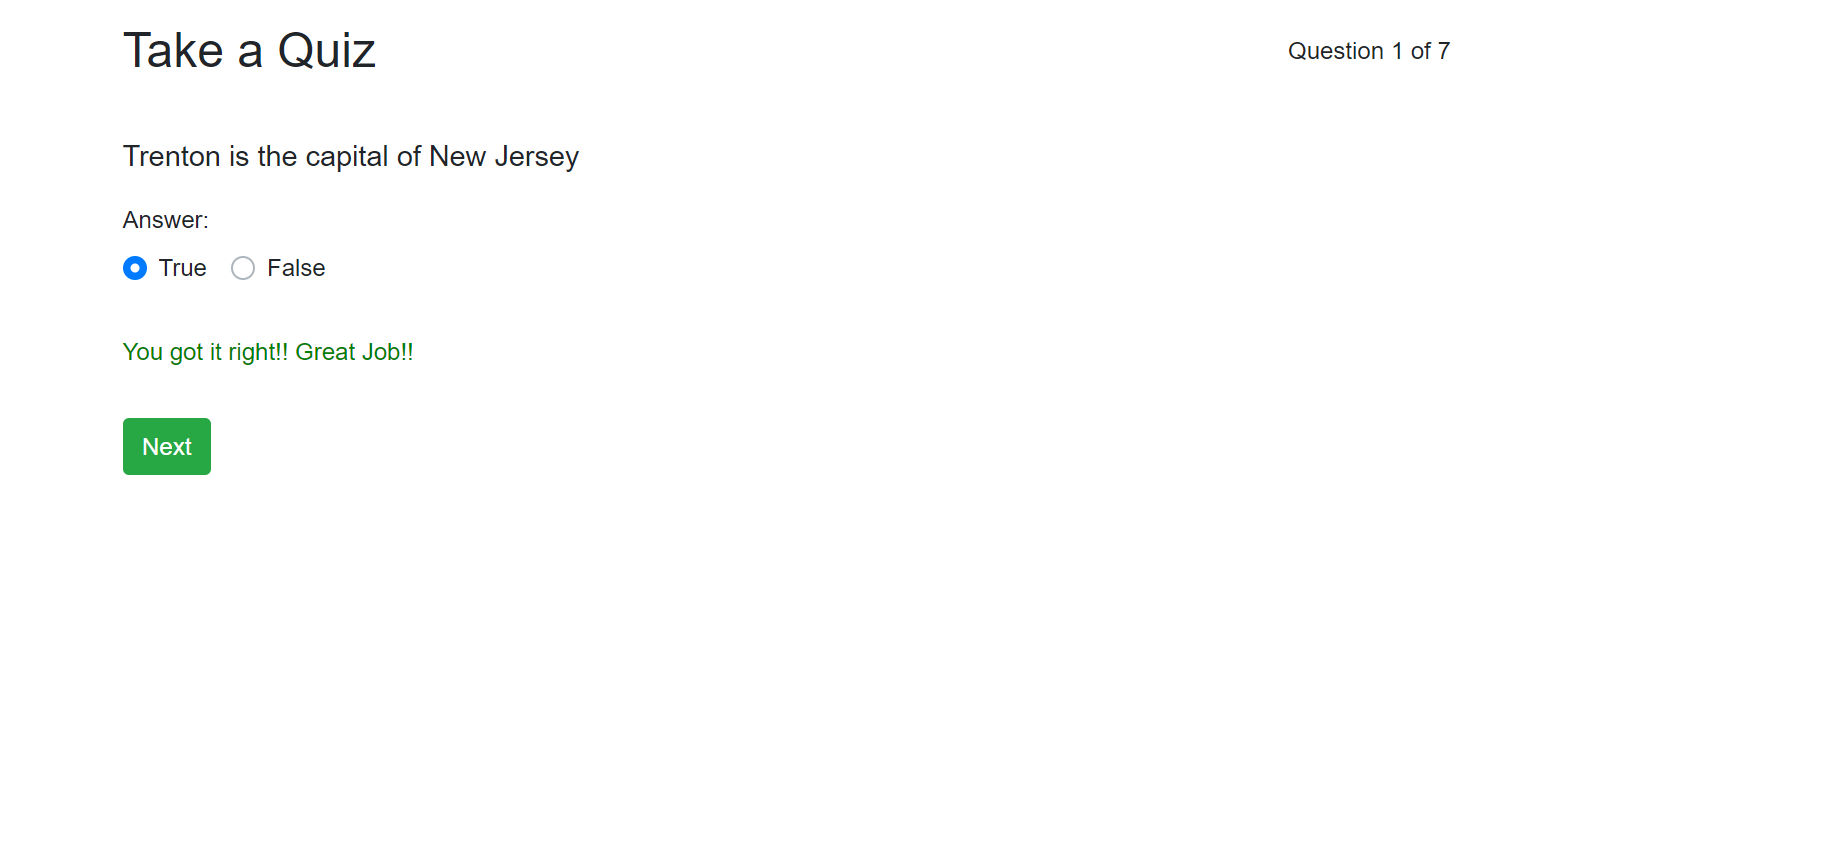 Take a Quiz
Question 1 of 7
Trenton is the capital of New Jersey
Answer:
True False
You got it right!! Great Job!!
Next